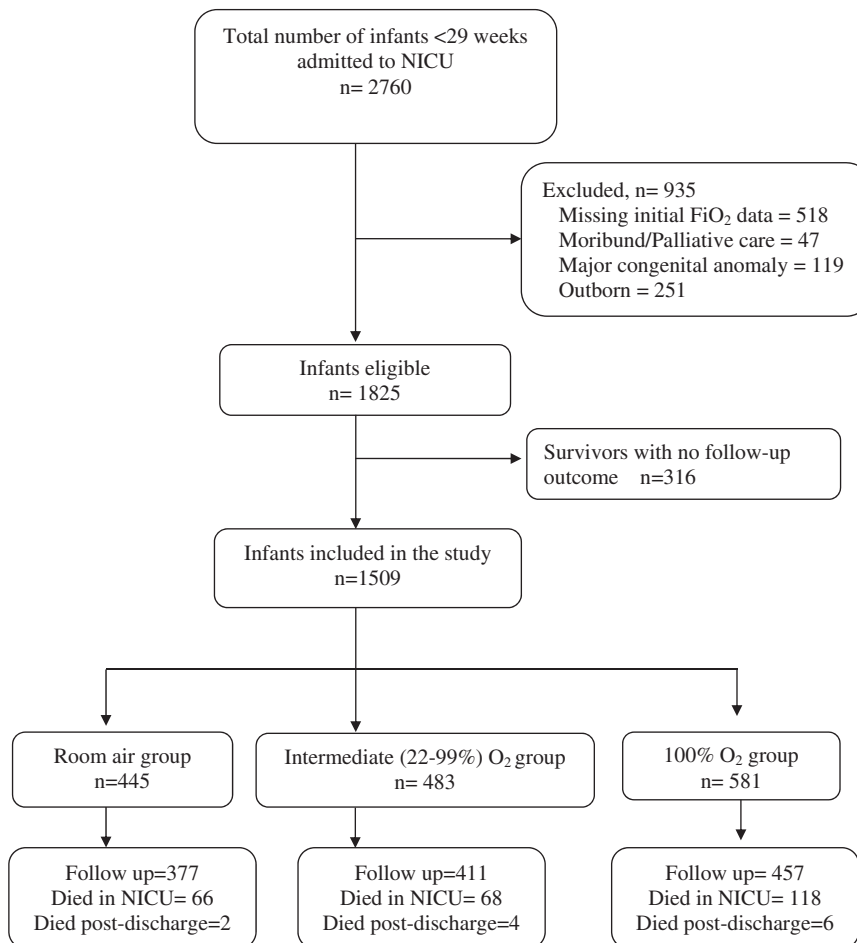 Total number of infants <29 weeks
admitted to NICU
n= 2760
Excluded, n= 935
Missing initial FiO₂ data = 518
Moribund/Palliative care = 47
Major congenital anomaly = 119
Outborn = 251
Infants eligible
n= 1825
Survivors with no follow-up
outcome n=316
Infants included in the study
n=1509
Room air group
n=445
Intermediate (22-99%) O₂ group
n= 483
100% O₂ group
n= 581
Follow up=377
Died in NICU= 66
Died post-discharge=2
Follow up=411
Died in NICU= 68
Died post-discharge=4
Follow up= 457
Died in NICU= 118
Died post-discharge=6